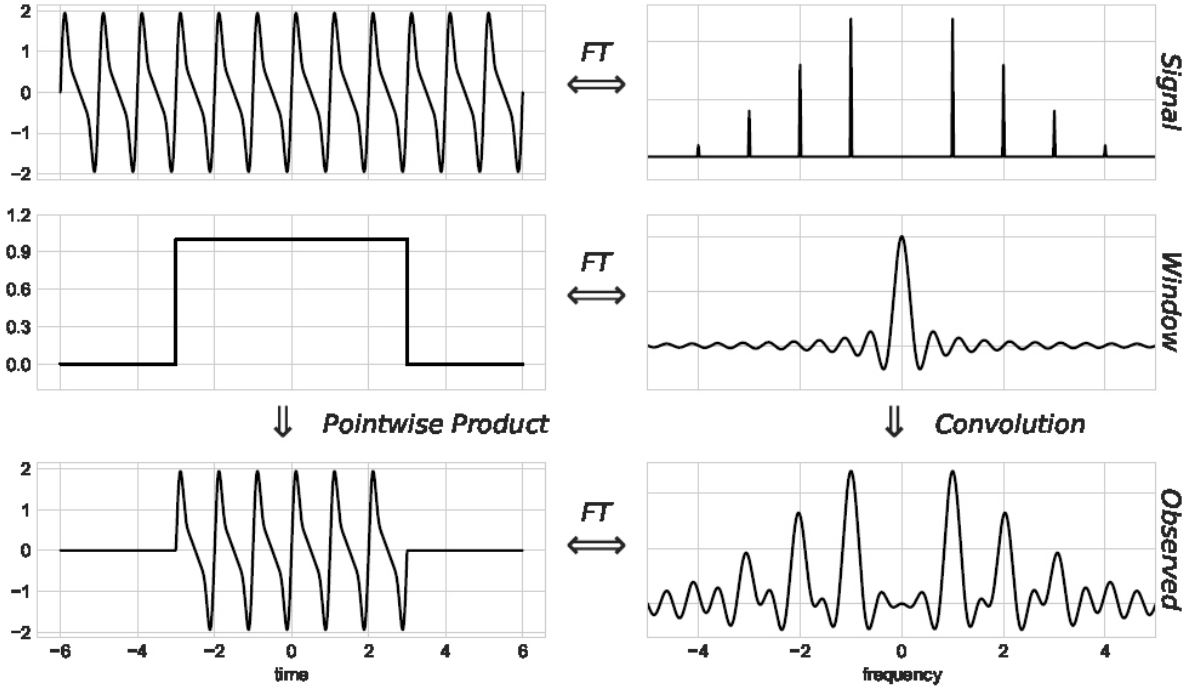 2
1
0
−1
−2
FT
Signal
1.2
0.9
0.6
0.3
0.0
FT
Window
Pointwise Product
Convolution
2
1
0
−1
−2
FT
Observed
−6 −4 −2 0 2 4 6
time
−4 −2 0 2 4
frequency